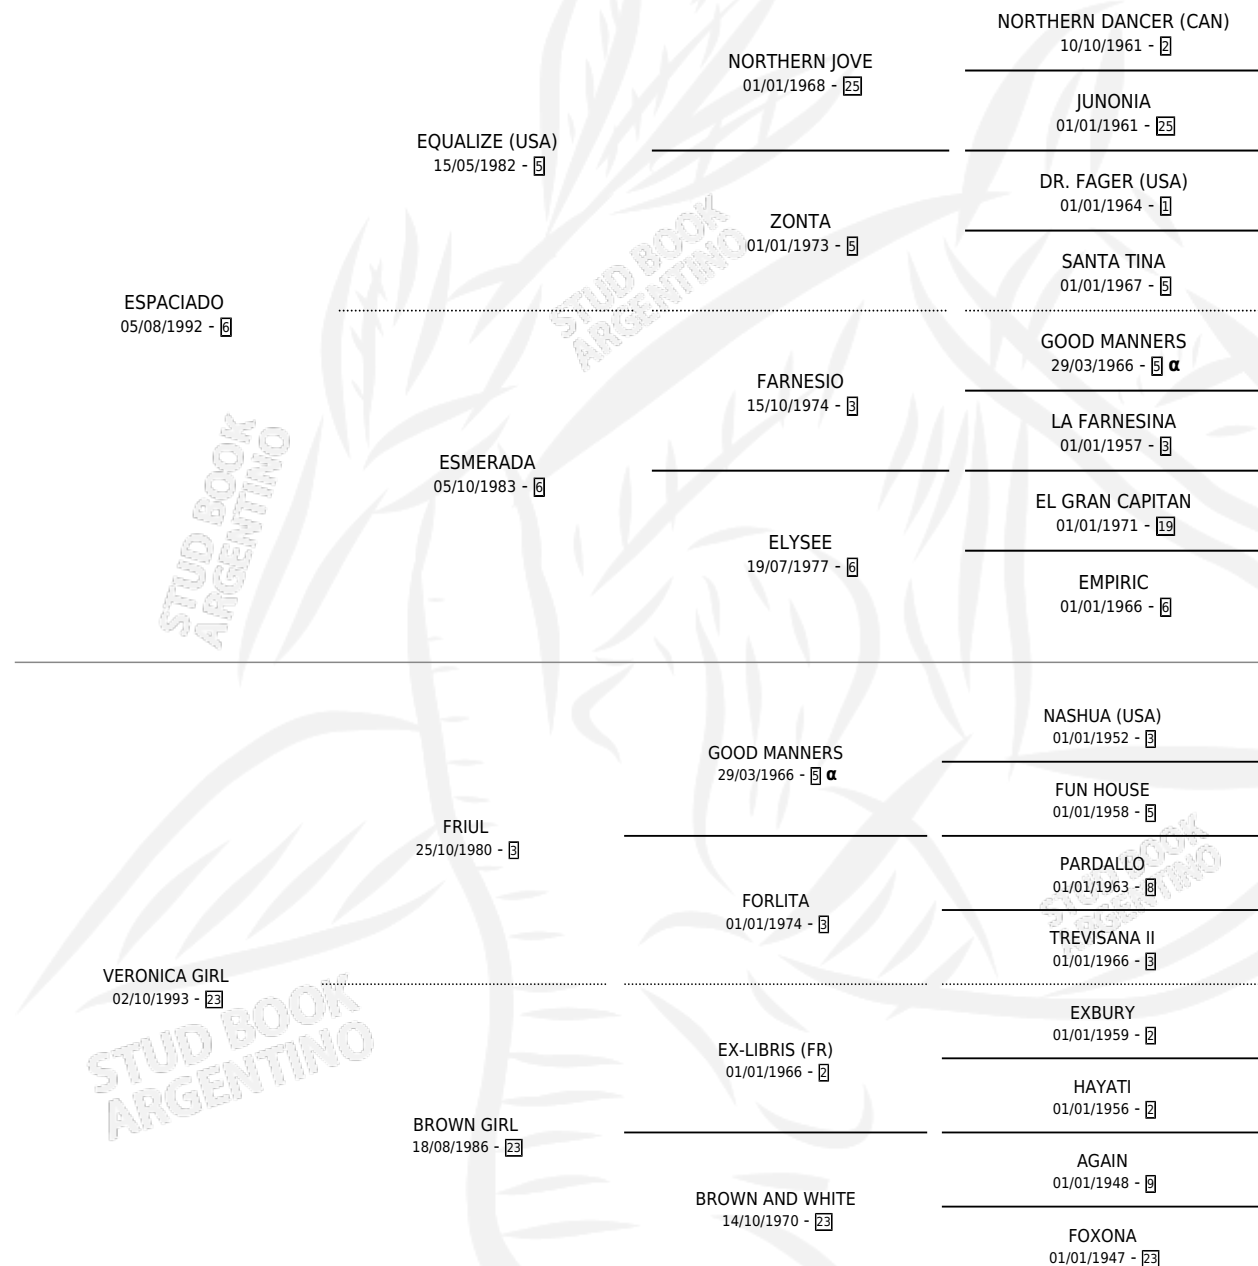 NORTHERN DANCER (CAN)
10/10/1961 - 2
NORTHERN JOVE
01/01/1968 - 25
JUNONIA
01/01/1961 - 25
EQUALIZE (USA)
15/05/1982 - 5
DR. FAGER (USA)
01/01/1964 - 1
ZONTA
01/01/1973 - 5
SANTA TINA
01/01/1967 - 5
STUD BOOK
ARGENTINO
ESPACIADO
05/08/1992 - 6
GOOD MANNERS
29/03/1966 - 5 α
FARNESIO
15/10/1974 - 3
LA FARNESINA
01/01/1957 - 3
ESMERADA
05/10/1983 - 6
EL GRAN CAPITAN
01/01/1971 - 19
ELYSEE
19/07/1977 - 6
EMPIRIC
01/01/1966 - 6
STUD BOOK
ARGENTINO
NASHUA (USA)
01/01/1952 - 3
GOOD MANNERS
29/03/1966 - 5 α
FUN HOUSE
01/01/1958 - 5
FRIUL
25/10/1980 - 3
PARDALLO
01/01/1963 - 8
STUD BOOK
ARGENTINO
FORLITA
01/01/1974 - 3
TREVISANA II
01/01/1966 - 3
VERONICA GIRL
02/10/1993 - 23
STUD BOOK
ARGENTINO
EXBURY
01/01/1959 - 2
EX-LIBRIS (FR)
01/01/1966 - 2
HAYATI
01/01/1956 - 2
BROWN GIRL
18/08/1986 - 23
AGAIN
01/01/1948 - 9
BROWN AND WHITE
14/10/1970 - 23
FOXONA
01/01/1947 - 23